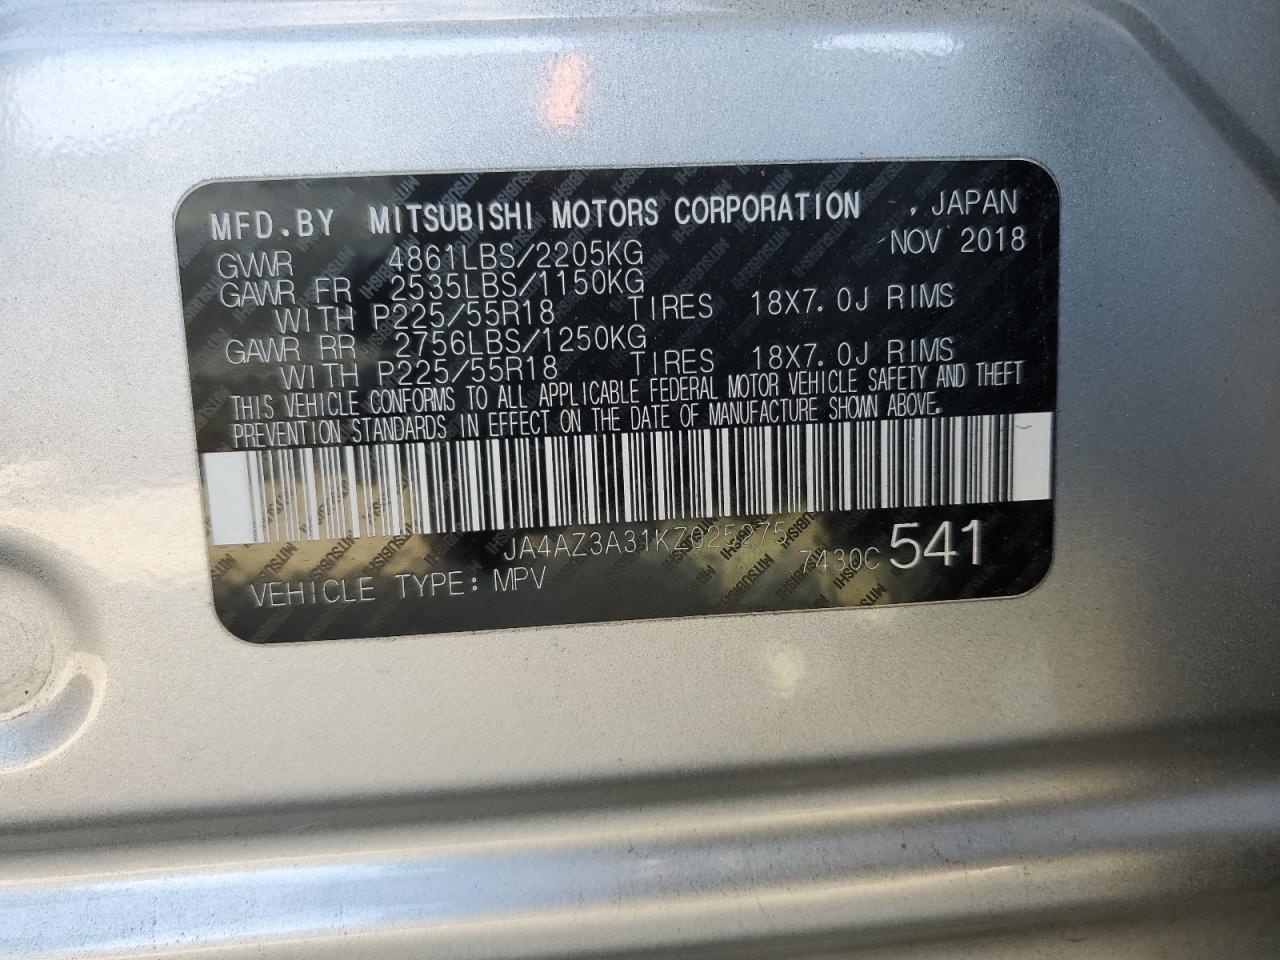 MFD.BY MITSUBISHI MOTORS CORPORATION , JAPAN
NOV 2018
GVWR 4861LBS/2205KG
GAWR FR 2535LBS/1150KG
WITH P225/55R18 TIRES 18X7.0J RIMS
GAWR RR 2756LBS/1250KG
WITH P225/55R18 TIRES 18X7.0J RIMS
THIS VEHICLE CONFORMS TO ALL APPLICABLE FEDERAL MOTOR VEHICLE SAFETY AND THEFT
PREVENTION STANDARDS IN EFFECT ON THE DATE OF MANUFACTURE SHOWN ABOVE.
JA4AZ3A31KZ025275
7430C 541
VEHICLE TYPE: MPV